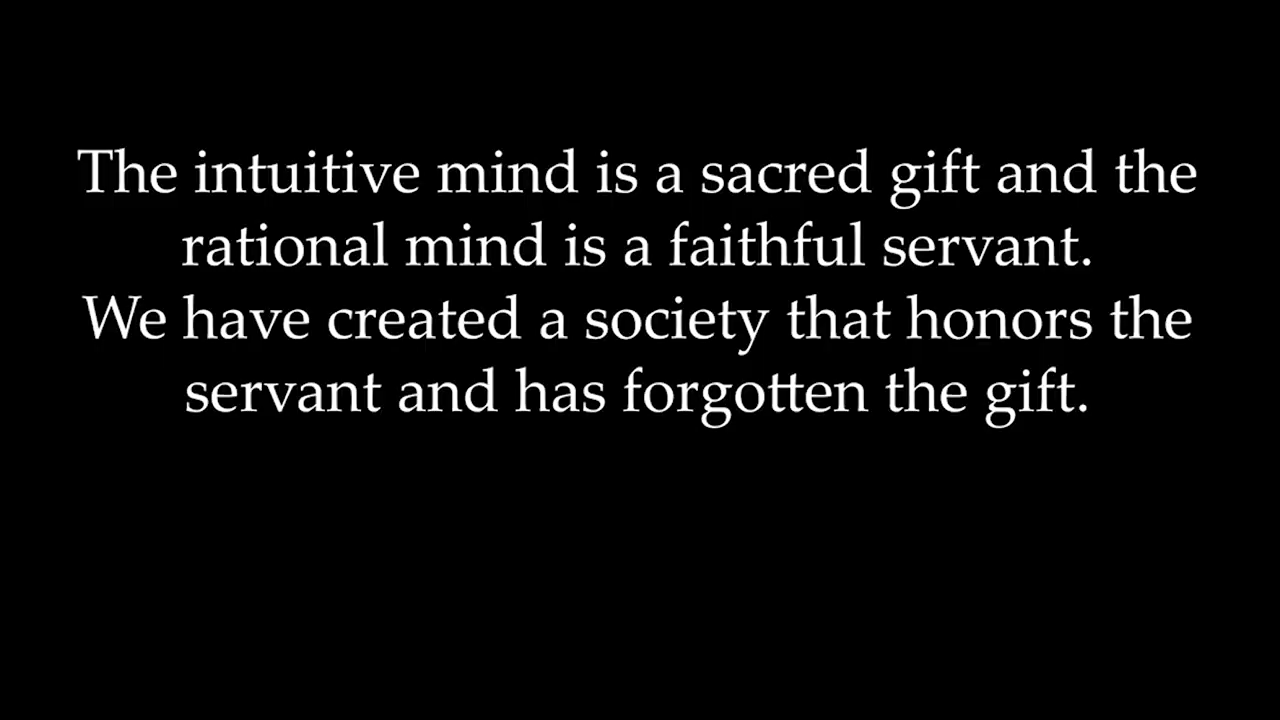 The intuitive mind is a sacred gift and the
rational mind is a faithful servant.
We have created a society that honors the
servant and has forgotten the gift.